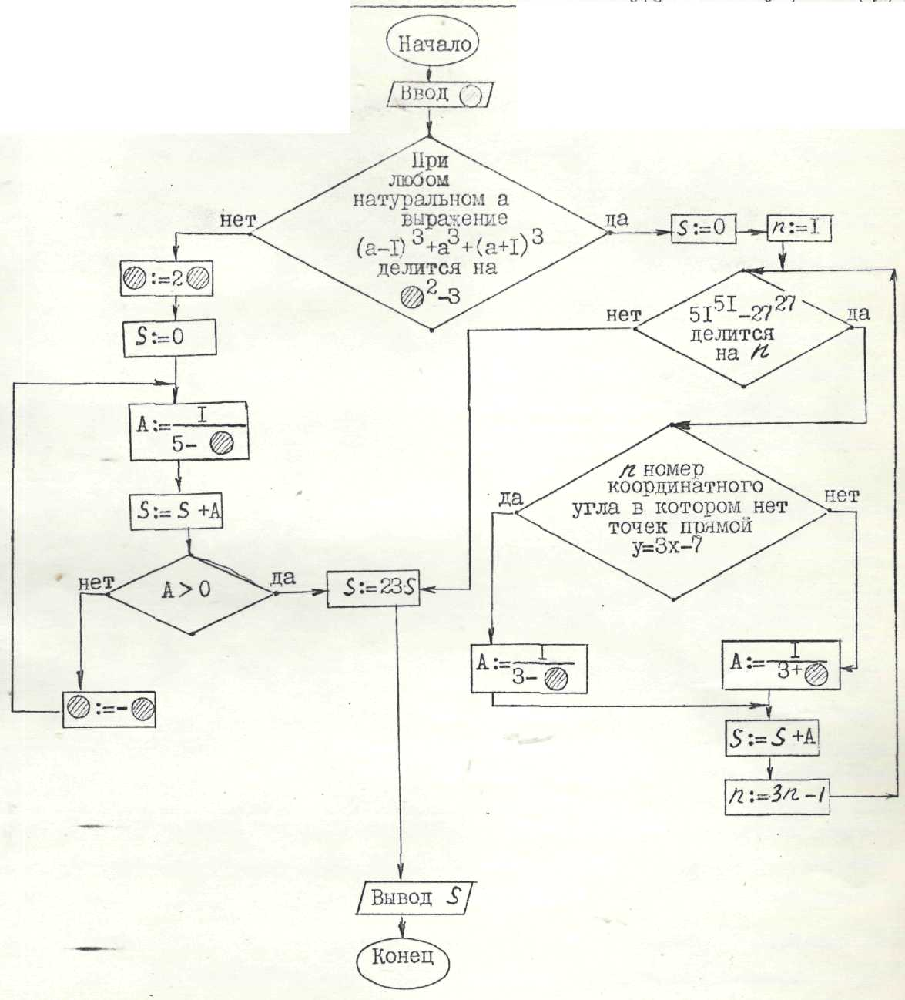 Начало
Ввод
При
любом
натуральном а
выражение
(а-I)³+а³+(а+I)³
делится на
²-3
нет
да
S:=0
n:=I
:=2
S:=0
5I⁵ᴵ-27²⁷
делится
на n
нет
да
A:=I/5-
S:=S+A
A>0
нет
да
S:=23·S
:=-
n номер
координатного
угла в котором нет
точек прямой
y=3x-7
да
нет
A:=I/3-
A:=I/3+
S:=S+A
n:=3n-1
Вывод S
Конец